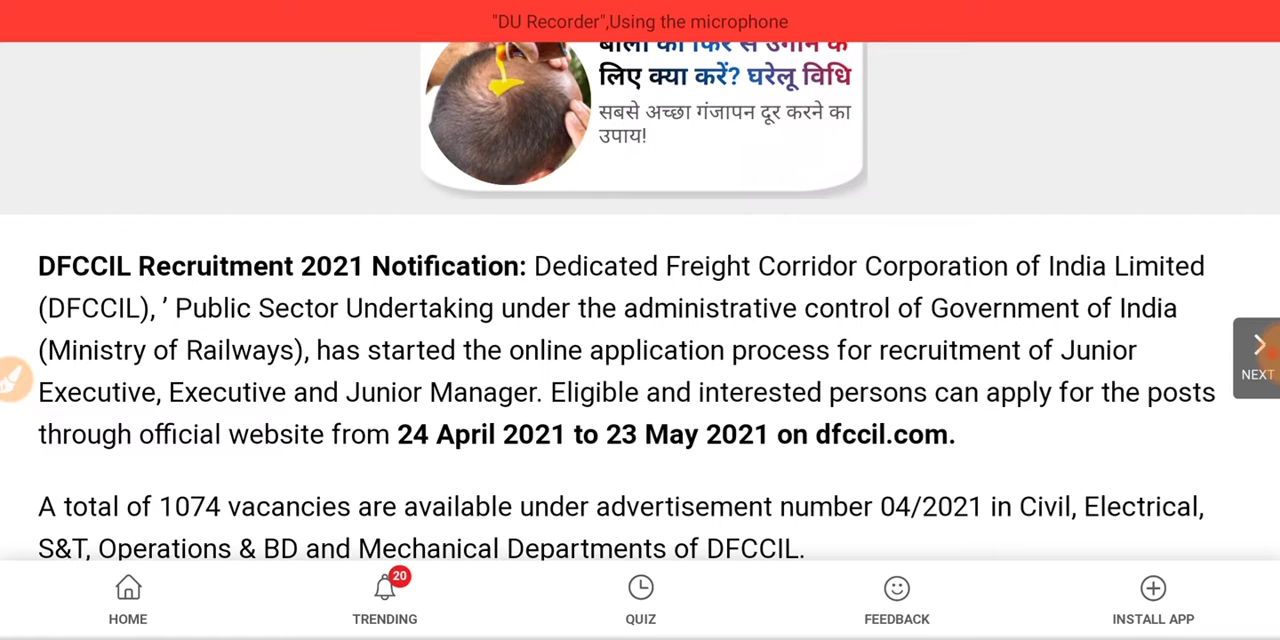 "DU Recorder",Using the microphone
बालों को फिर से उगाने के
लिए क्या करें? घरेलू विधि
सबसे अच्छा गंजापन दूर करने का
उपाय!
DFCCIL Recruitment 2021 Notification: Dedicated Freight Corridor Corporation of India Limited
(DFCCIL), ’ Public Sector Undertaking under the administrative control of Government of India
(Ministry of Railways), has started the online application process for recruitment of Junior
Executive, Executive and Junior Manager. Eligible and interested persons can apply for the posts
through official website from 24 April 2021 to 23 May 2021 on dfccil.com.
NEXT
A total of 1074 vacancies are available under advertisement number 04/2021 in Civil, Electrical,
S&T, Operations & BD and Mechanical Departments of DFCCIL.
20
HOME TRENDING QUIZ FEEDBACK INSTALL APP